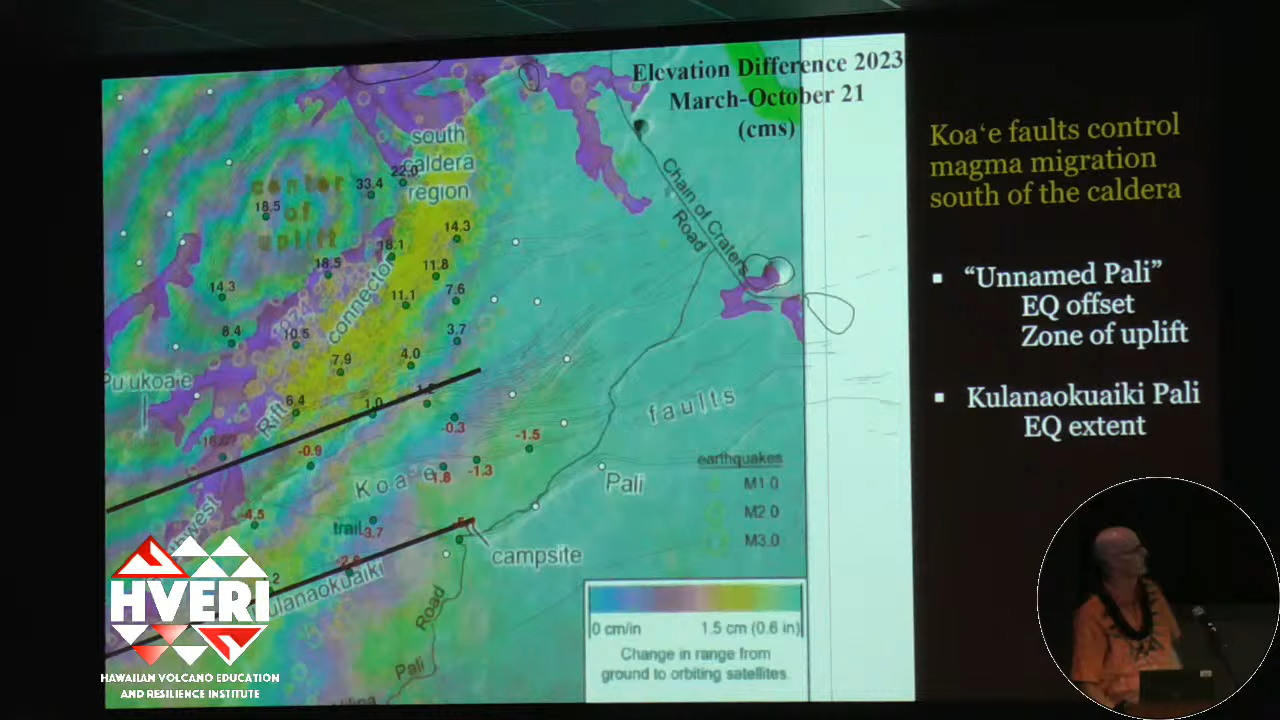 Elevation Difference 2023
March-October 21
(cms)
south
caldera
region
center
of
uplift
22.0
33.4
18.5
14.3
18.1
18.5
11.8
14.3
11.1
7.6
connector
8.4
10.5
3.7
7.9
4.0
Pu'ukoa'e
6.4
1.0
Rift
-0.3
-0.9
-1.5
-1.3
Koa'e
faults
Chain of Craters
Road
-4.5
trail
-3.7
campsite
Pali
Road
Pali
earthquakes
M1.0
M2.0
M3.0
0 cm/in
1.5 cm (0.6 in)
Change in range from
ground to orbiting satellites.
Koaʻe faults control
magma migration
south of the caldera
▪ “Unnamed Pali”
EQ offset
Zone of uplift
▪ Kulanaokuaiki Pali
EQ extent
HVERI
HAWAIIAN VOLCANO EDUCATION
AND RESILIENCE INSTITUTE